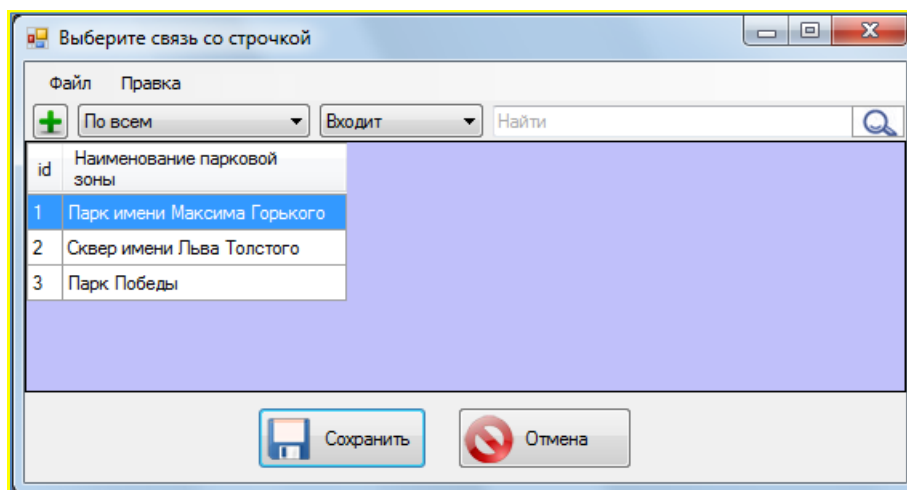 Выберите связь со строчкой
Файл Правка
По всем Входит Найти
id Наименование парковой
зоны
1 Парк имени Максима Горького
2 Сквер имени Льва Толстого
3 Парк Победы
Сохранить Отмена